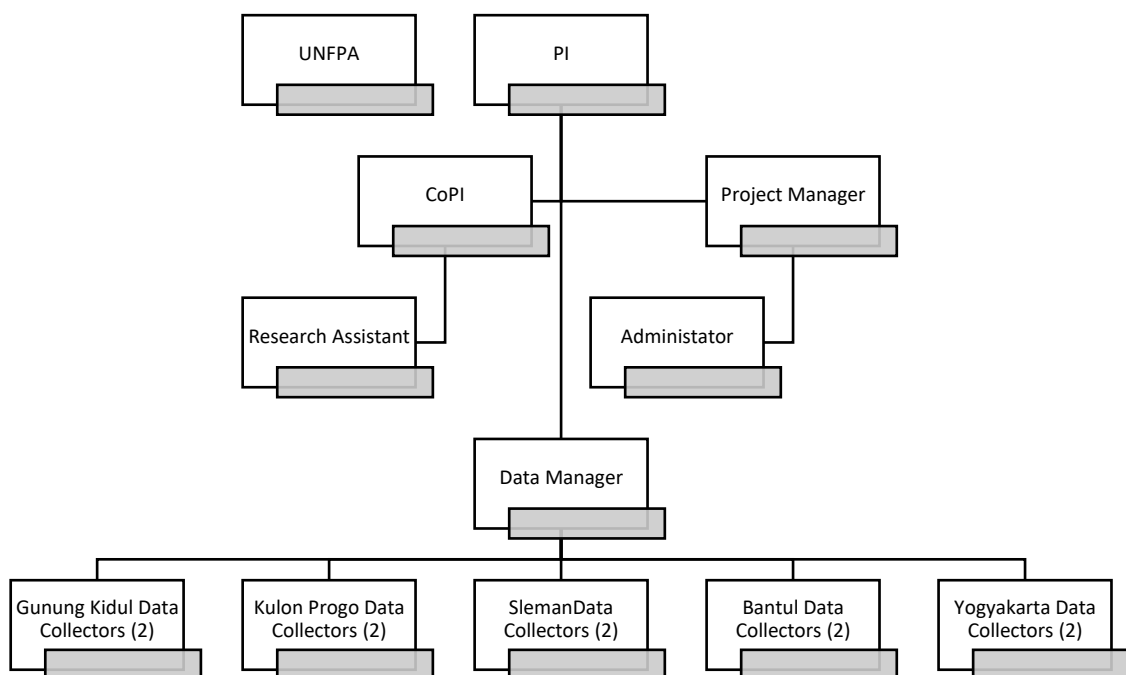 UNFPA
PI
CoPI
Project Manager
Research Assistant
Administator
Data Manager
Gunung Kidul Data
Collectors (2)
Kulon Progo Data
Collectors (2)
SlemanData
Collectors (2)
Bantul Data
Collectors (2)
Yogyakarta Data
Collectors (2)